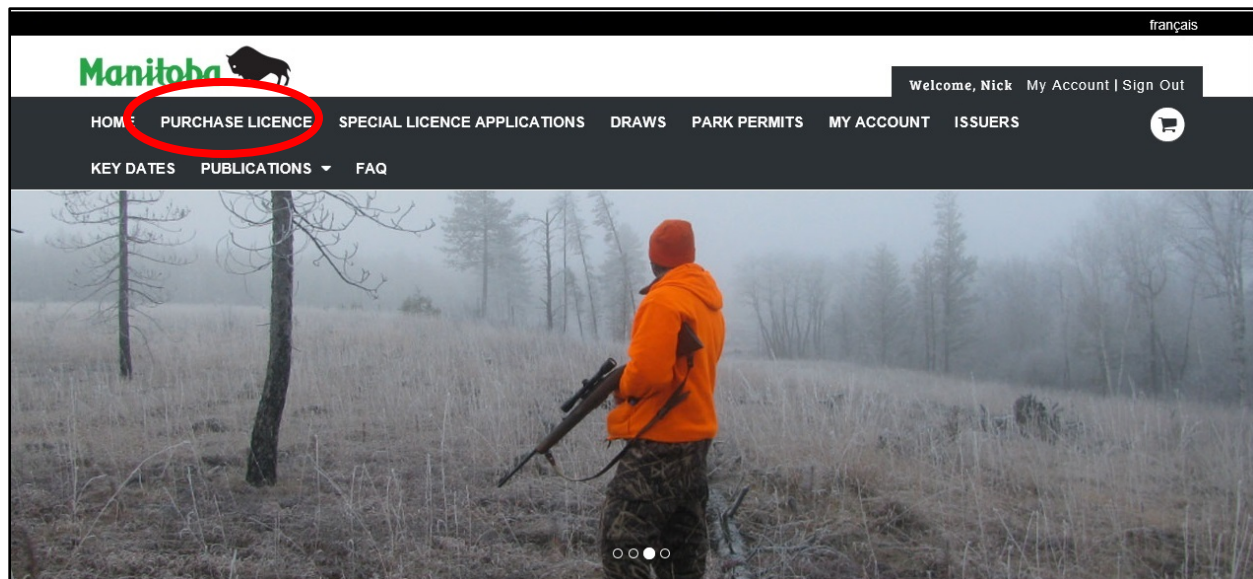 français
Manitoba
Welcome, Nick My Account | Sign Out
HOME PURCHASE LICENCE SPECIAL LICENCE APPLICATIONS DRAWS PARK PERMITS MY ACCOUNT ISSUERS
KEY DATES PUBLICATIONS FAQ